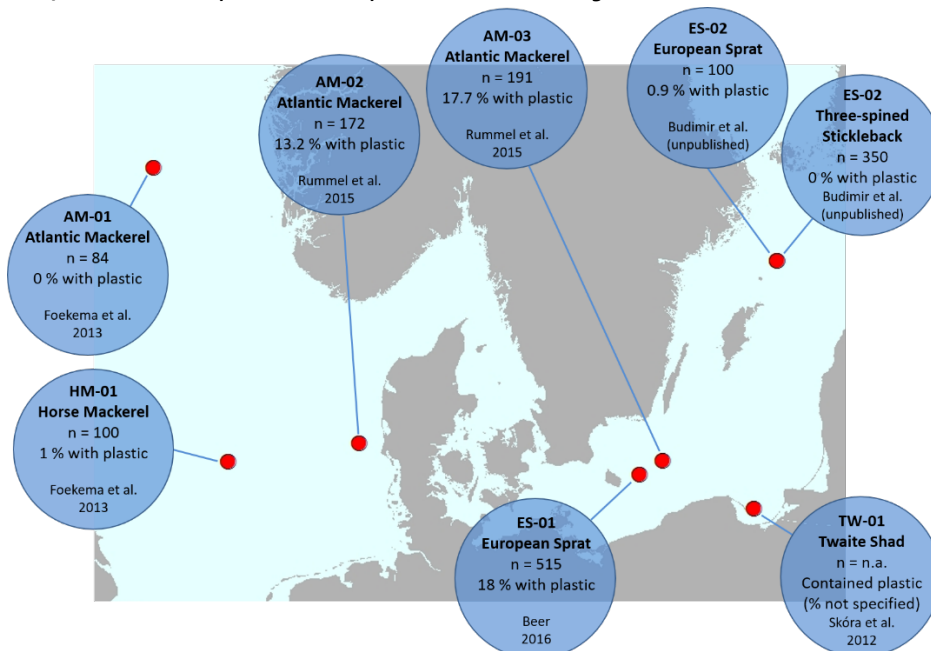 AM-01
Atlantic Mackerel
n = 84
0 % with plastic
Foekema et al.
2013
HM-01
Horse Mackerel
n = 100
1 % with plastic
Foekema et al.
2013
AM-02
Atlantic Mackerel
n = 172
13.2 % with plastic
Rummel et al.
2015
AM-03
Atlantic Mackerel
n = 191
17.7 % with plastic
Rummel et al.
2015
ES-02
European Sprat
n = 100
0.9 % with plastic
Budimir et al.
(unpublished)
ES-02
Three-spined
Stickleback
n = 350
0 % with plastic
Budimir et al.
(unpublished)
ES-01
European Sprat
n = 515
18 % with plastic
Beer
2016
TW-01
Twaite Shad
n = n.a.
Contained plastic
(% not specified)
Skóra et al.
2012